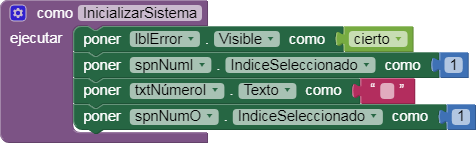 como InicializarSistema
ejecutar poner lblError . Visible como cierto
poner spnNumI . IndiceSeleccionado como 1
poner txtNúmeroI . Texto como “ ”
poner spnNumO . IndiceSeleccionado como 1